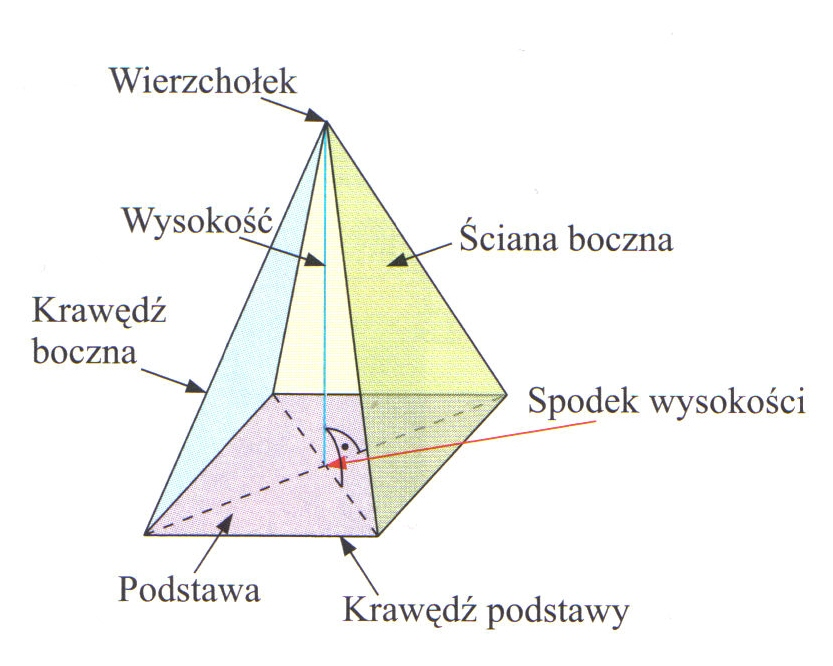 Wierzchołek
Wysokość
Ściana boczna
Krawędź
boczna
Spodek wysokości
Podstawa
Krawędź podstawy